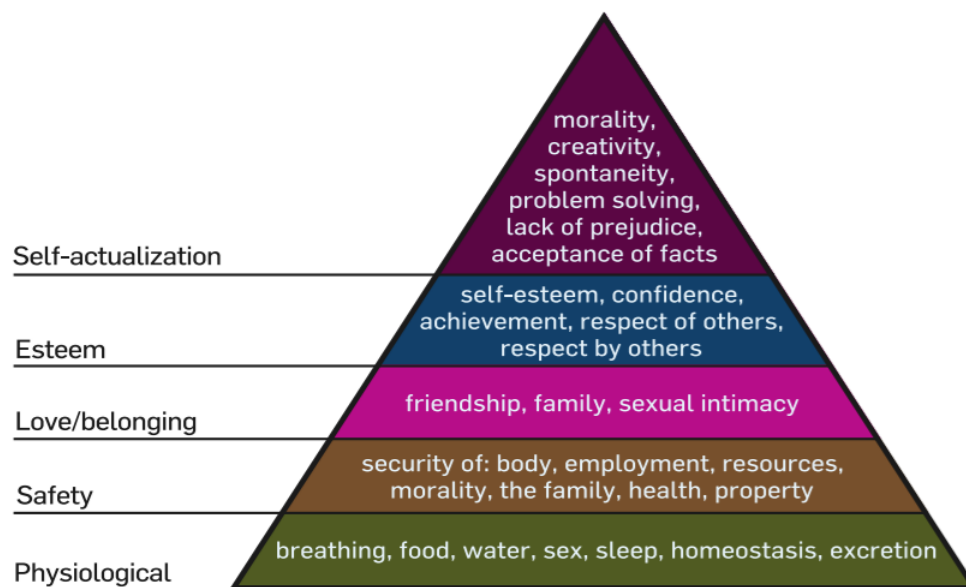 morality,
creativity,
spontaneity,
problem solving,
lack of prejudice,
acceptance of facts
Self-actualization
self-esteem, confidence,
achievement, respect of others,
respect by others
Esteem
friendship, family, sexual intimacy
Love/belonging
security of: body, employment, resources,
morality, the family, health, property
Safety
breathing, food, water, sex, sleep, homeostasis, excretion
Physiological